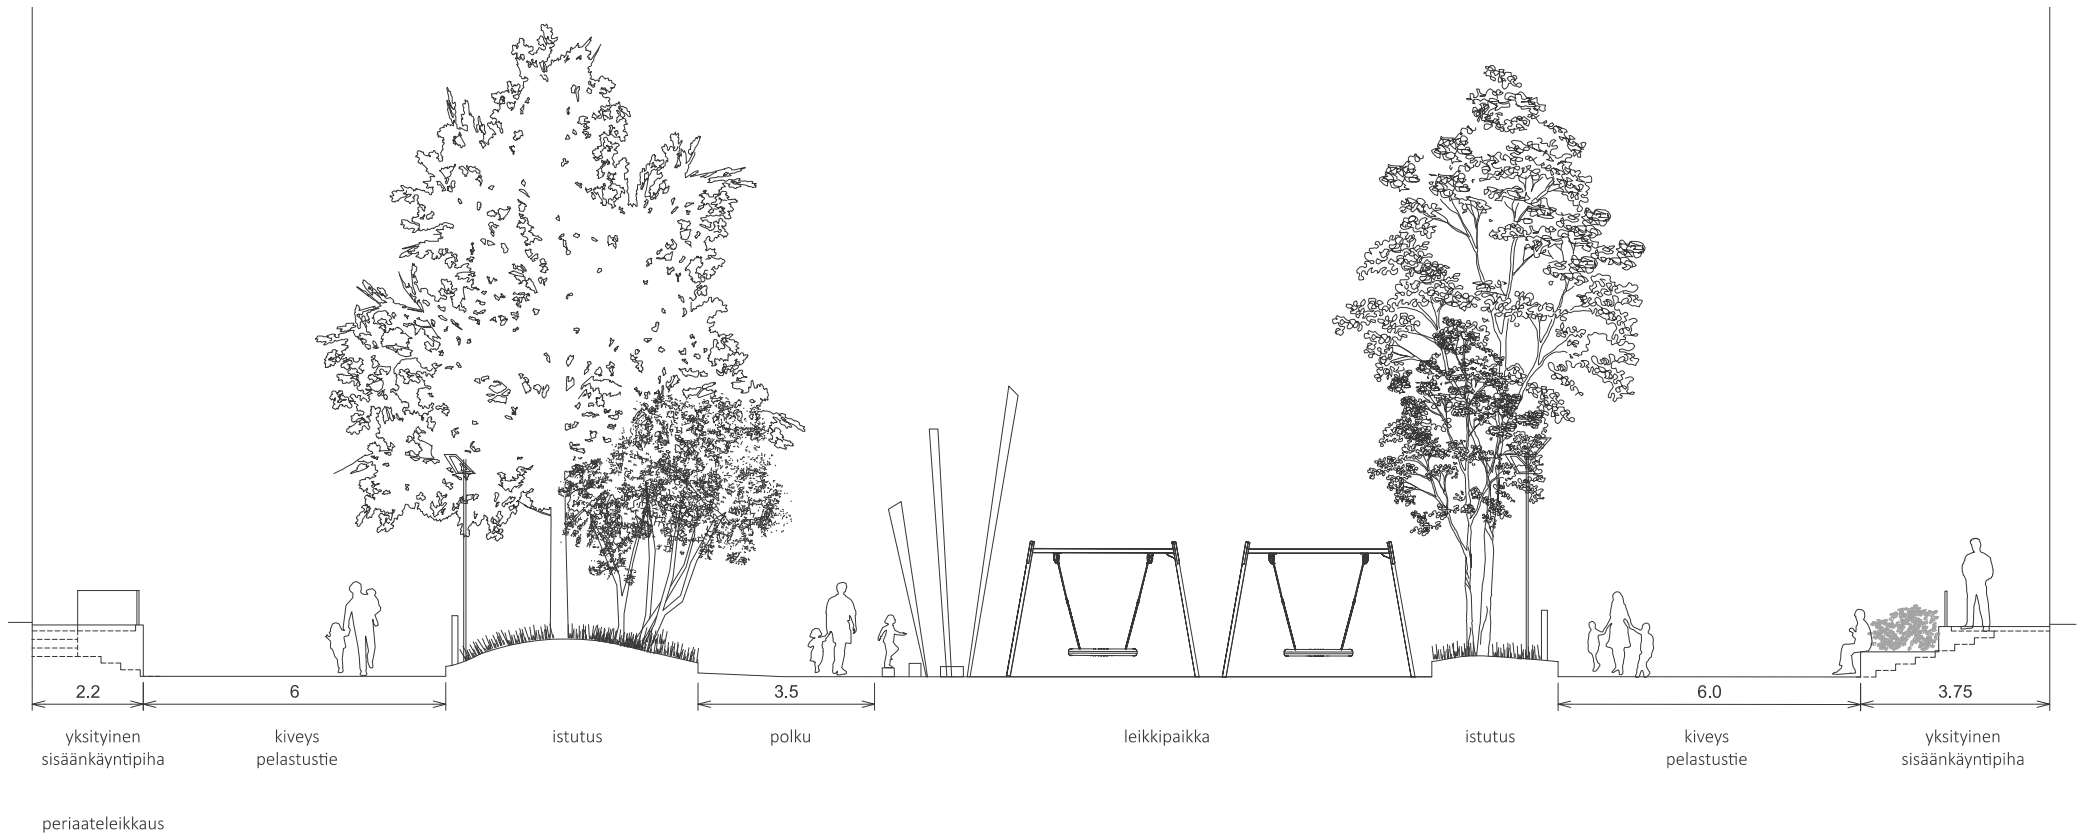 2.2 6 3.5 6.0 3.75
yksityinen kiveys istutus polku leikkipaikka istutus kiveys yksityinen
sisäänkäyntipiha pelastustie pelastustie sisäänkäyntipiha
periaateleikkaus